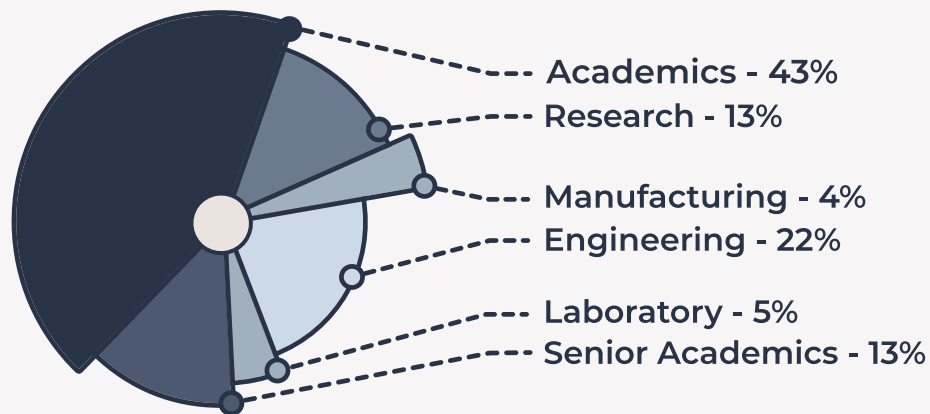 Academics - 43%
Research - 13%
Manufacturing - 4%
Engineering - 22%
Laboratory - 5%
Senior Academics - 13%